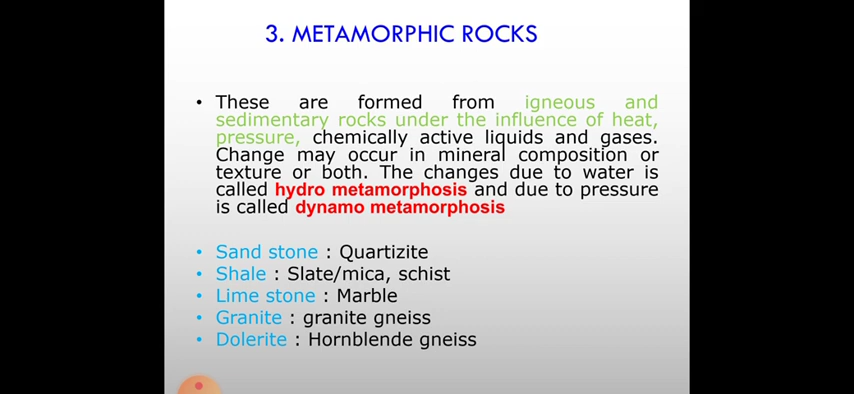 3. METAMORPHIC ROCKS
• These are formed from igneous and
sedimentary rocks under the influence of heat,
pressure, chemically active liquids and gases.
Change may occur in mineral composition or
texture or both. The changes due to water is
called hydro metamorphosis and due to pressure
is called dynamo metamorphosis
• Sand stone : Quartizite
• Shale : Slate/mica, schist
• Lime stone : Marble
• Granite : granite gneiss
• Dolerite : Hornblende gneiss